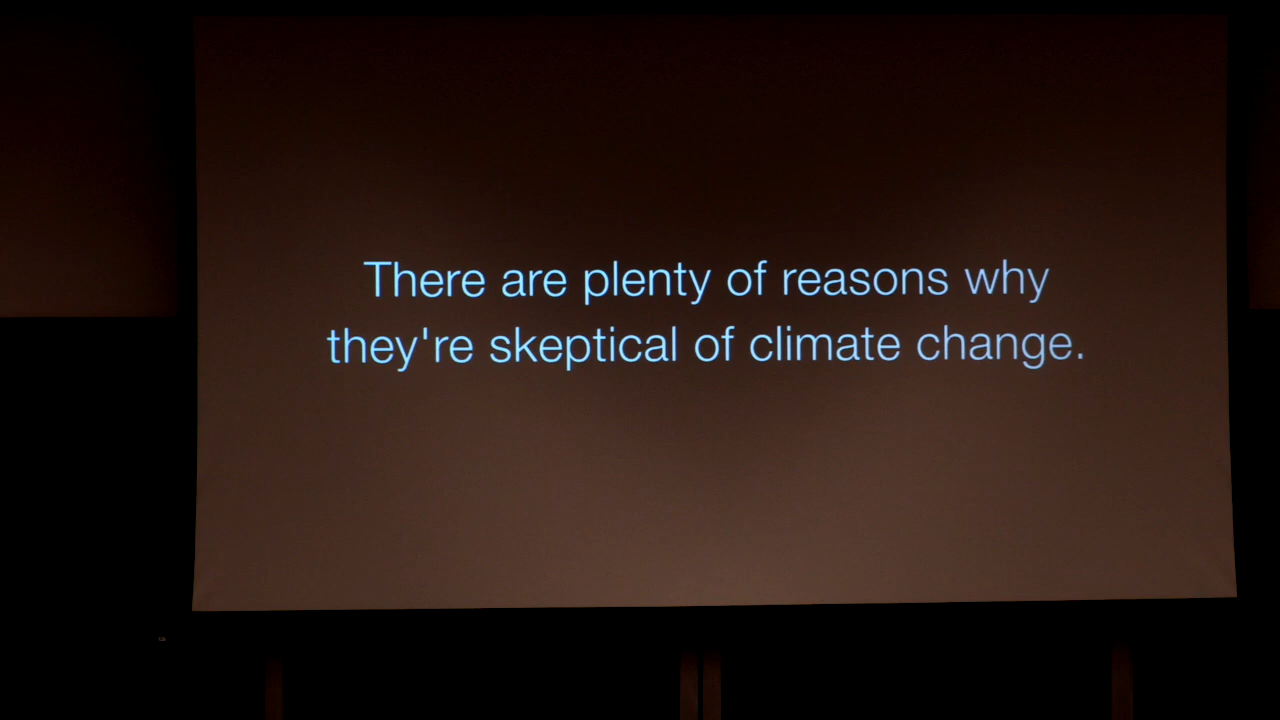 There are plenty of reasons why
they're skeptical of climate change.